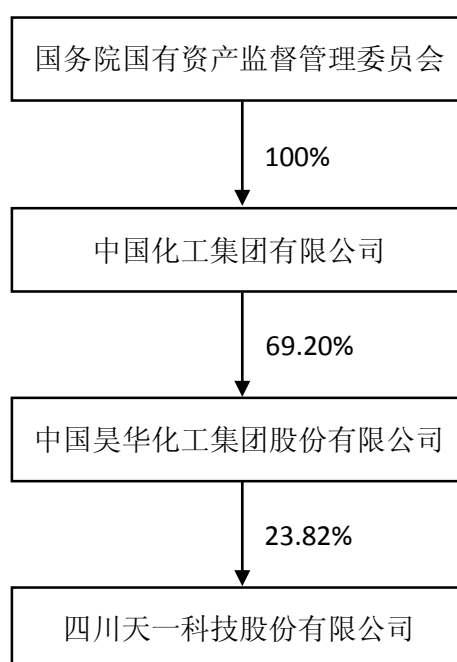 国务院国有资产监督管理委员会
100%
中国化工集团有限公司
69.20%
中国昊华化工集团股份有限公司
23.82%
四川天一科技股份有限公司